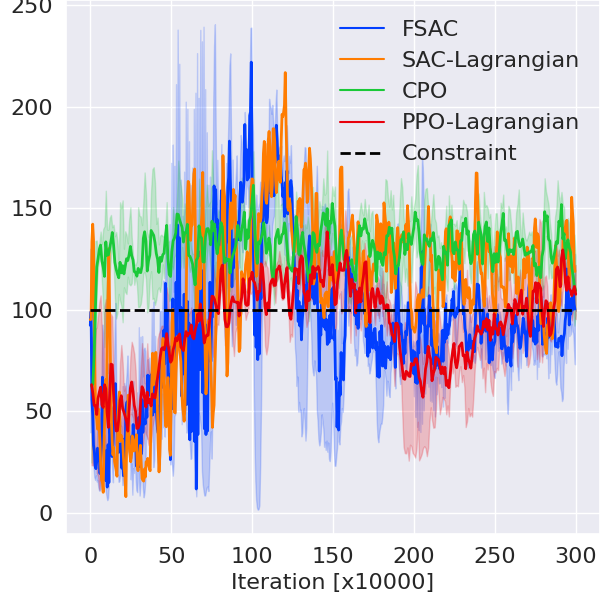 250
200
150
100
50
0
FSAC
SAC-Lagrangian
CPO
PPO-Lagrangian
Constraint
0 50 100 150 200 250 300
Iteration [x10000]